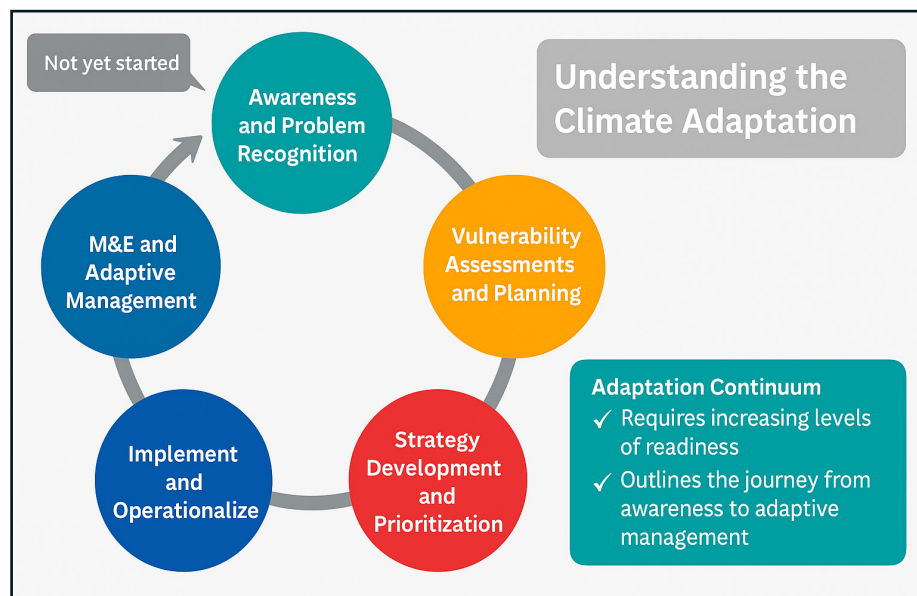 Not yet started
Understanding the
Climate Adaptation
Awareness
and Problem
Recognition
Vulnerability
Assessments
and Planning
Strategy
Development
and
Prioritization
Implement
and
Operationalize
M&E and
Adaptive
Management
Adaptation Continuum
✓ Requires increasing levels
of readiness
✓ Outlines the journey from
awareness to adaptive
management